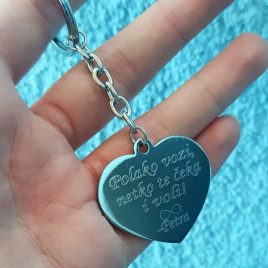 Polako vozi,
netko te čeka
i voli!
Petra